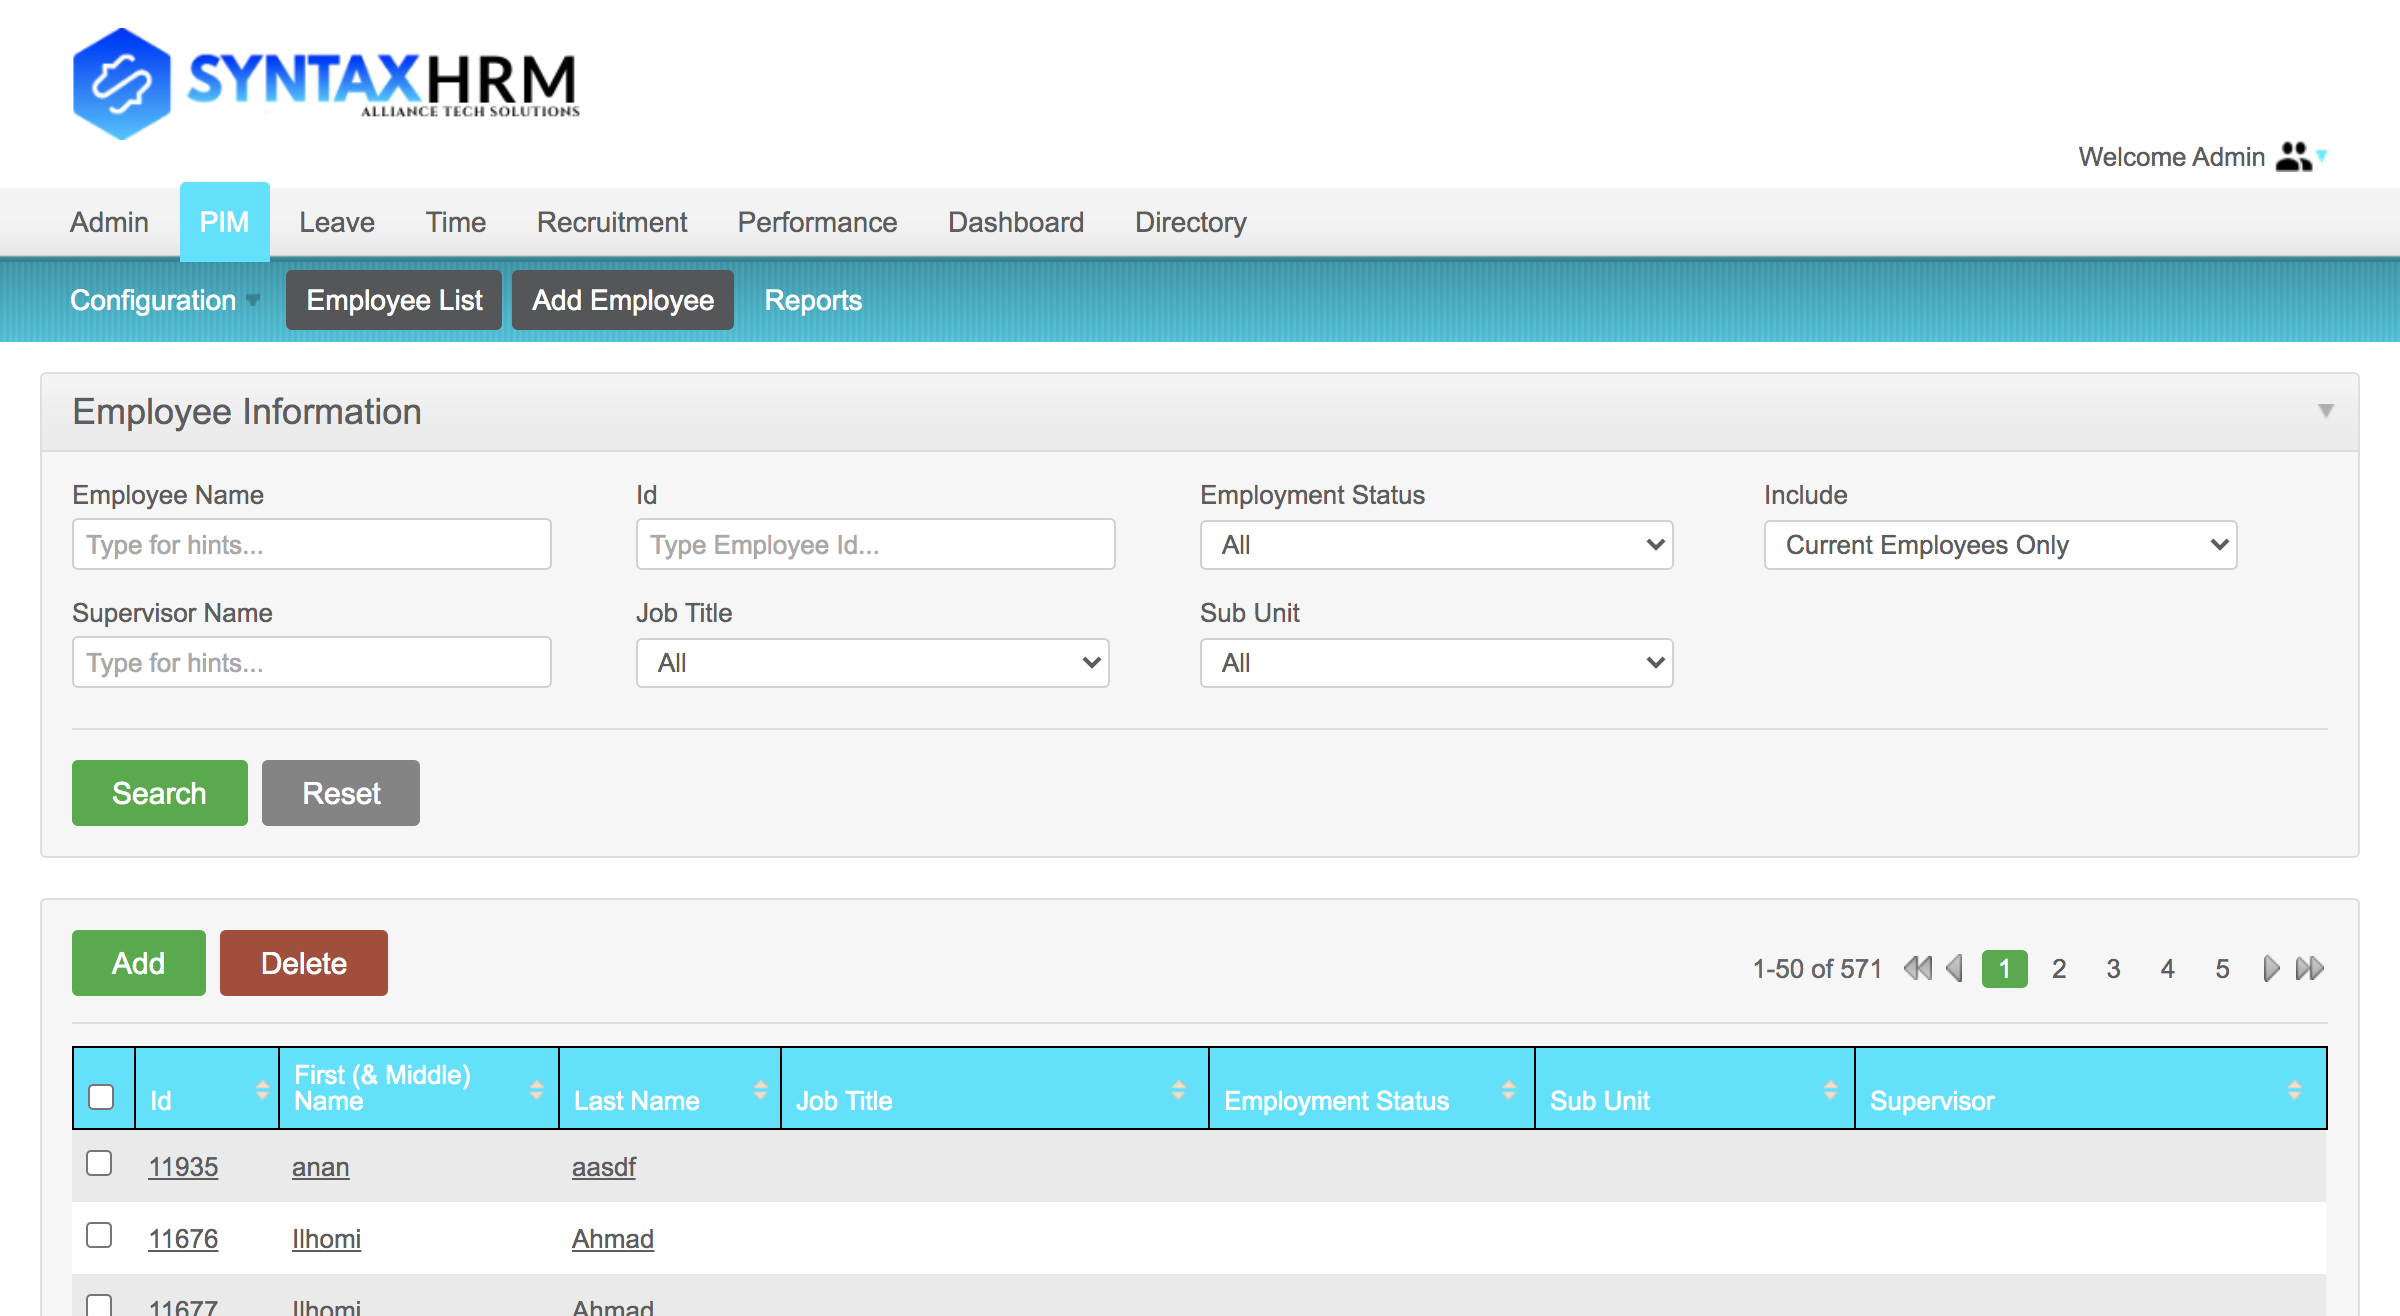 SYNTAXHRM
ALLIANCE TECH SOLUTIONS
Welcome Admin
Admin PIM Leave Time Recruitment Performance Dashboard Directory
Configuration Employee List Add Employee Reports
Employee Information
Employee Name Id Employment Status Include
Type for hints... Type Employee Id... All Current Employees Only
Supervisor Name Job Title Sub Unit
Type for hints... All All
Search Reset
Add Delete 1-50 of 571 1 2 3 4 5
Id First (& Middle) Name Last Name Job Title Employment Status Sub Unit Supervisor
11935 anan aasdf
11676 Ilhomi Ahmad
11677 Ilhomi Ahmad